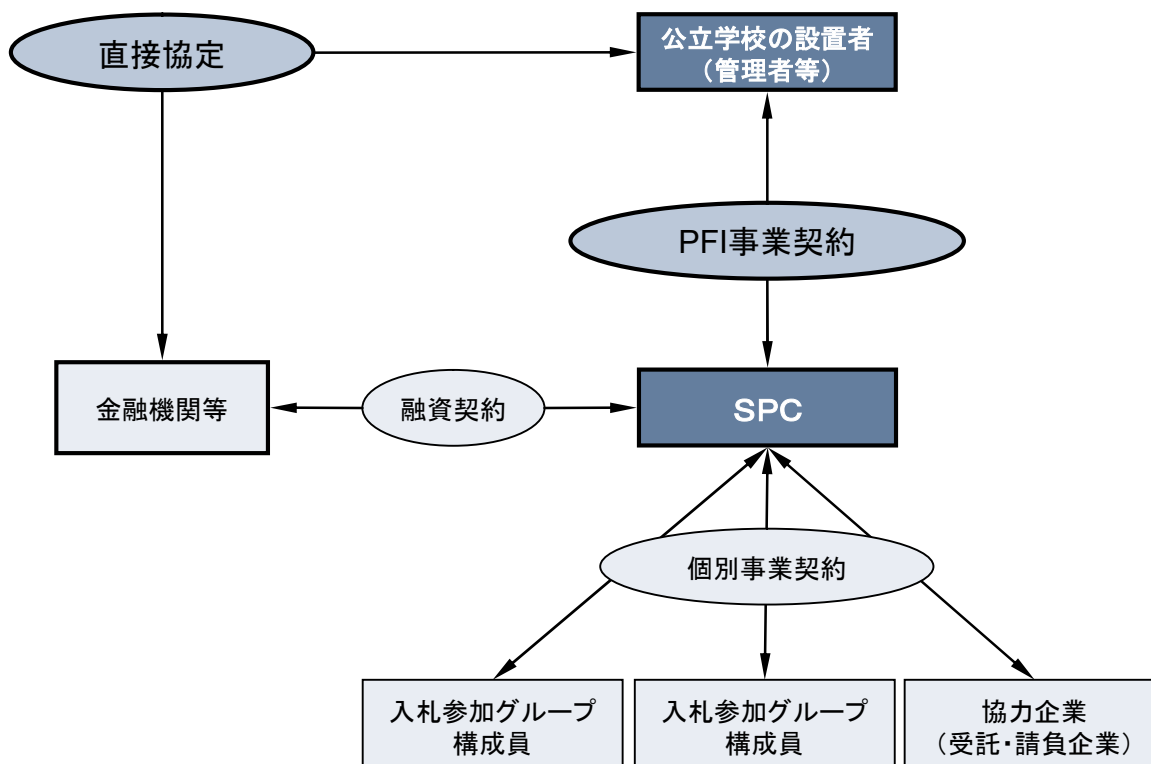 直接協定
公立学校の設置者
（管理者等）
PFI事業契約
金融機関等
融資契約
SPC
個別事業契約
入札参加グループ
構成員
入札参加グループ
構成員
協力企業
（受託・請負企業）